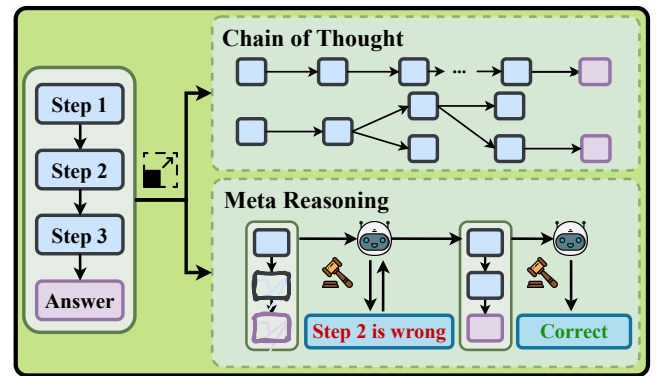 Chain of Thought
...
Step 1
Step 2
Step 3
Answer
Meta Reasoning
Step 2 is wrong
Correct